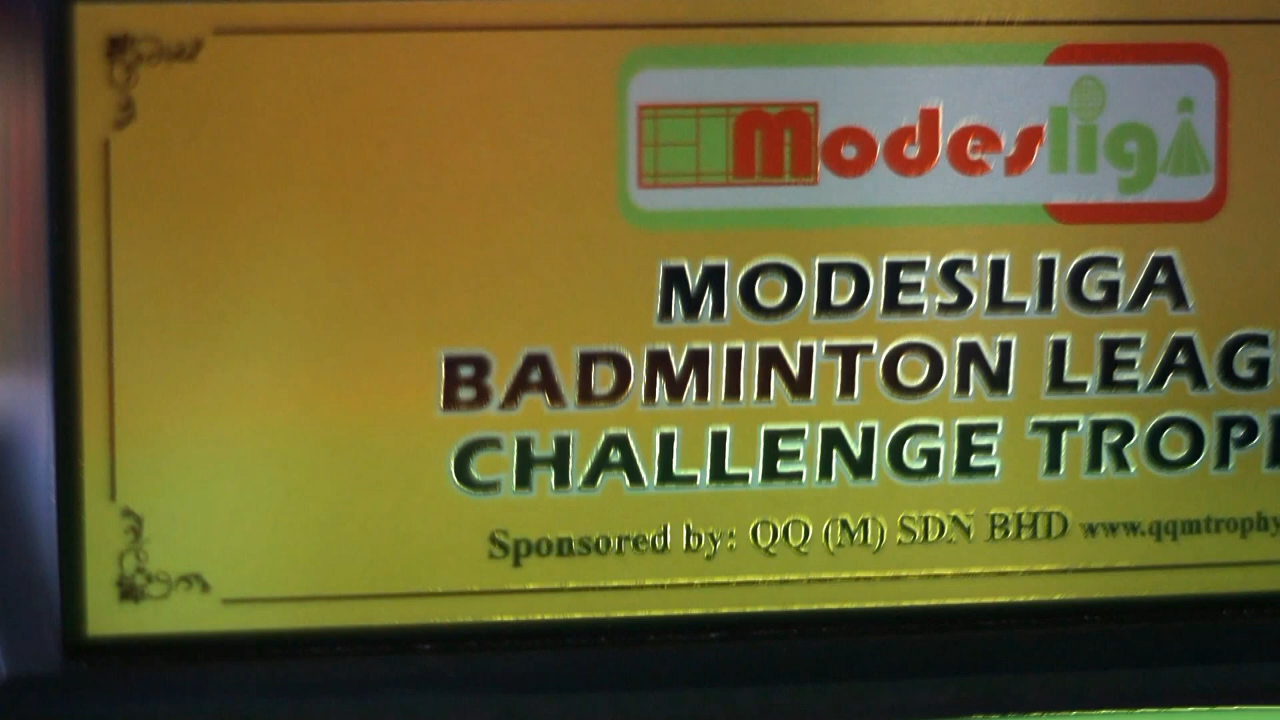 Modesliga
MODESLIGA
BADMINTON LEAG
CHALLENGE TROP
Sponsored by: QQ (M) SDN BHD www.qqmtrophy